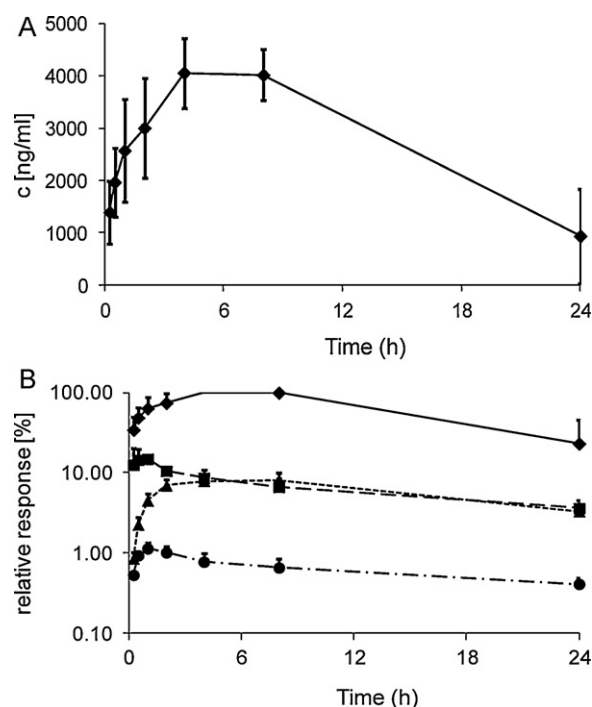 A
c [ng/ml]
5000
4000
3000
2000
1000
0
0 6 12 18 24
Time (h)
B
relative response [%]
100.00
10.00
1.00
0.10
0 6 12 18 24
Time (h)